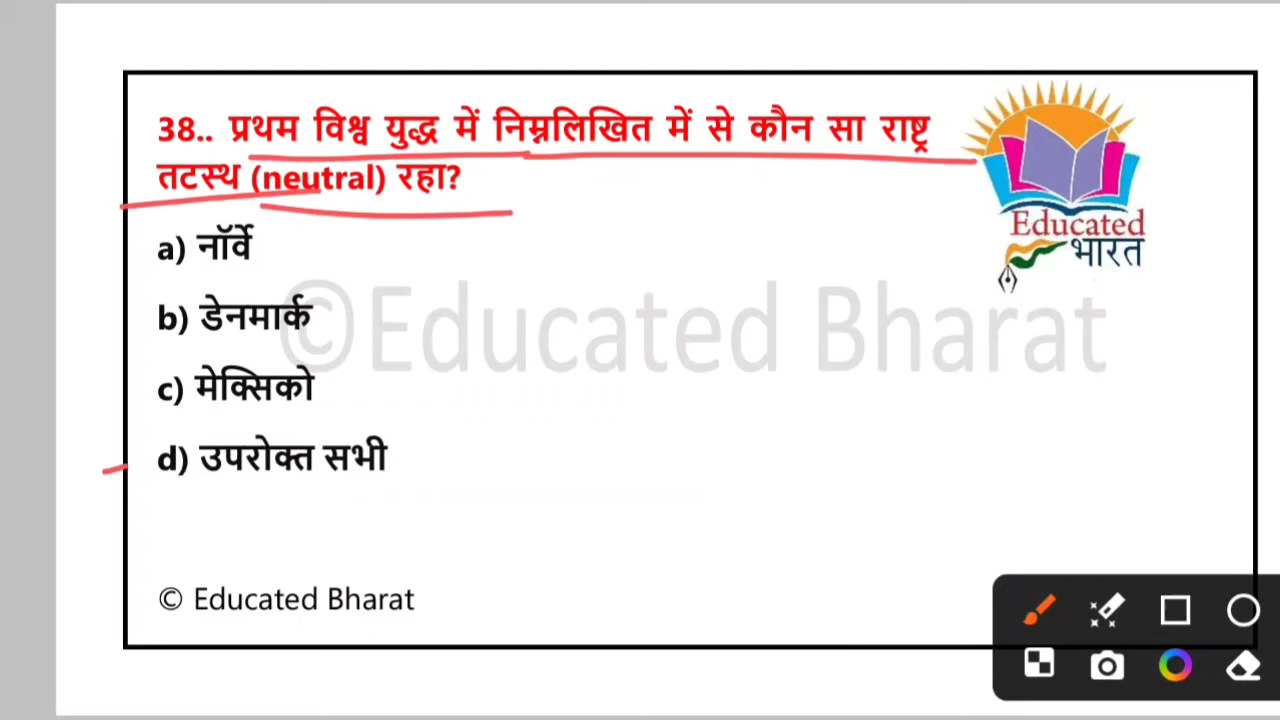 38.. प्रथम विश्व युद्ध में निम्नलिखित में से कौन सा राष्ट्र
तटस्थ (neutral) रहा?
a) नॉर्वे
b) डेनमार्क
c) मेक्सिको
d) उपरोक्त सभी
©Educated Bharat
Educated
भारत
© Educated Bharat